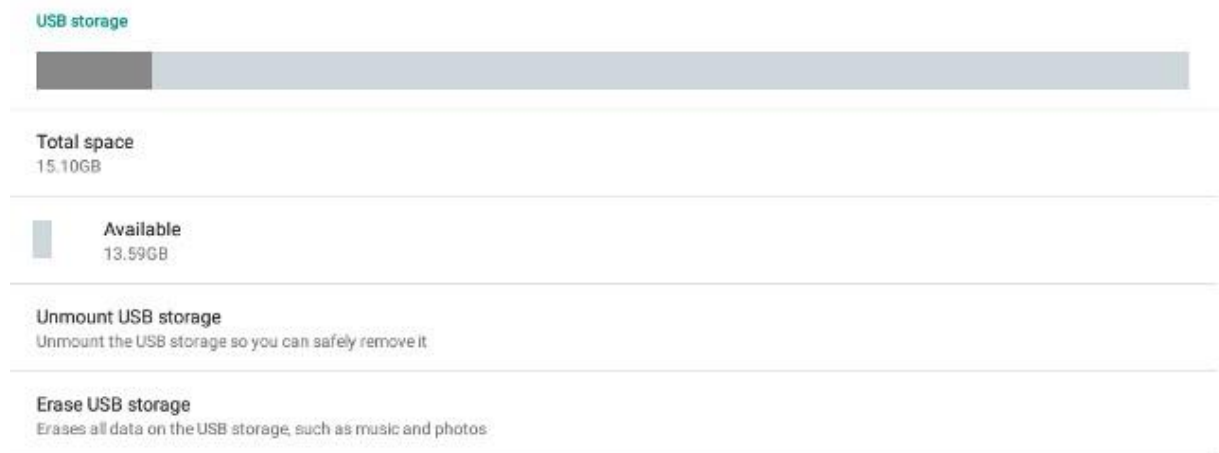 USB storage
Total space
15.10GB
Available
13.59GB
Unmount USB storage
Unmount the USB storage so you can safely remove it
Erase USB storage
Erases all data on the USB storage, such as music and photos